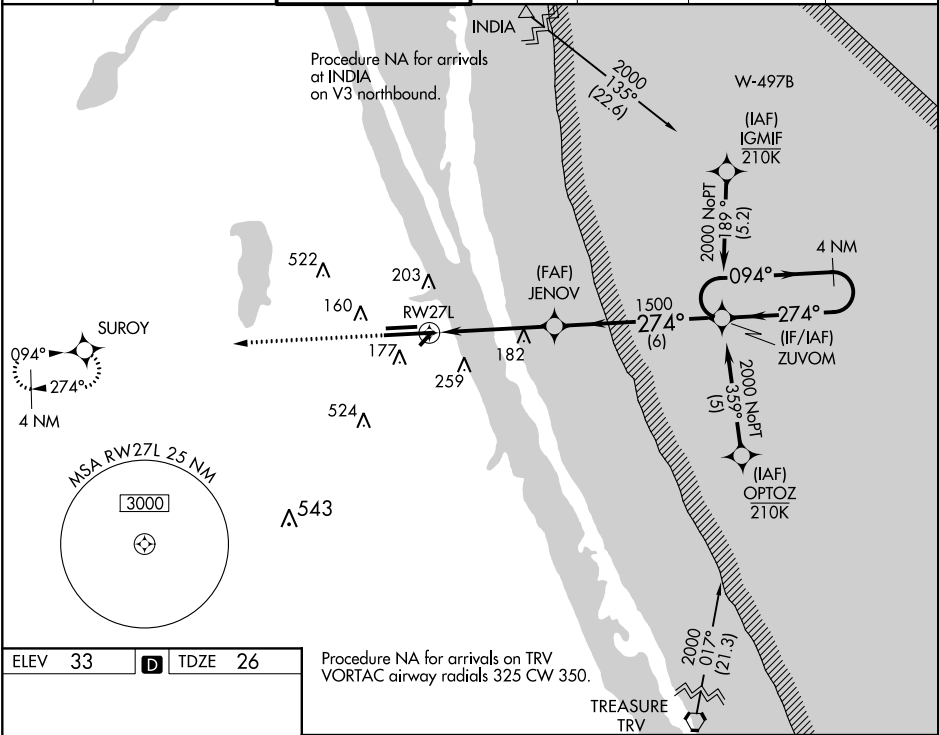 INDIA
Procedure NA for arrivals
at INDIA
on V3 northbound.
2000
135°
(22.6)
W-497B
(IAF)
IGMIF
210K
2000 NoPT
189°
(5.2)
4 NM
094°
274°
522
203
(FAF)
JENOV
160
RW27L
1500
274°
(6)
(IF/IAF)
ZUVOM
SUROY
094°
274°
4 NM
177
182
259
2000 NoPT
359°
(5)
524
(IAF)
OPTOZ
210K
MSA RW27L 25 NM
3000
543
ELEV 33 D TDZE 26
Procedure NA for arrivals on TRV
VORTAC airway radials 325 CW 350.
2000
017°
(21.3)
TREASURE
TRV